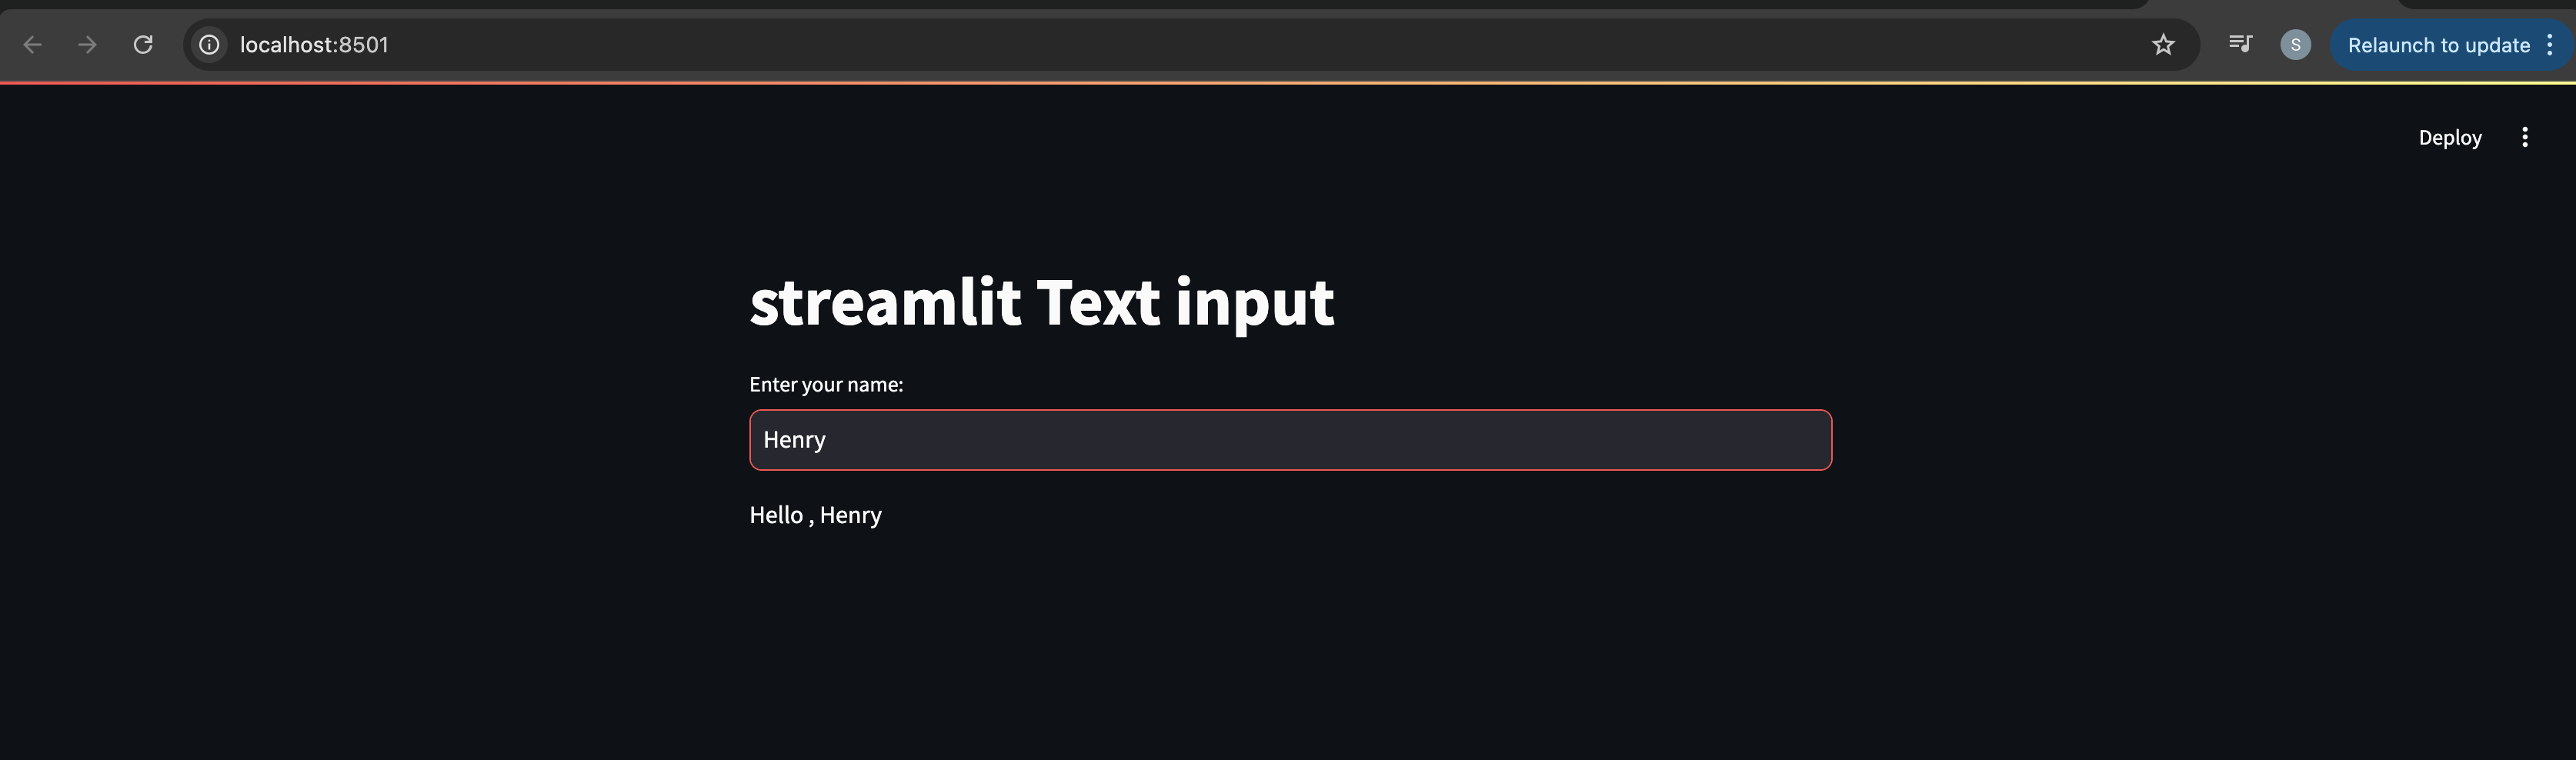 localhost:8501
S
Relaunch to update
Deploy
streamlit Text input
Enter your name:
Henry
Hello , Henry